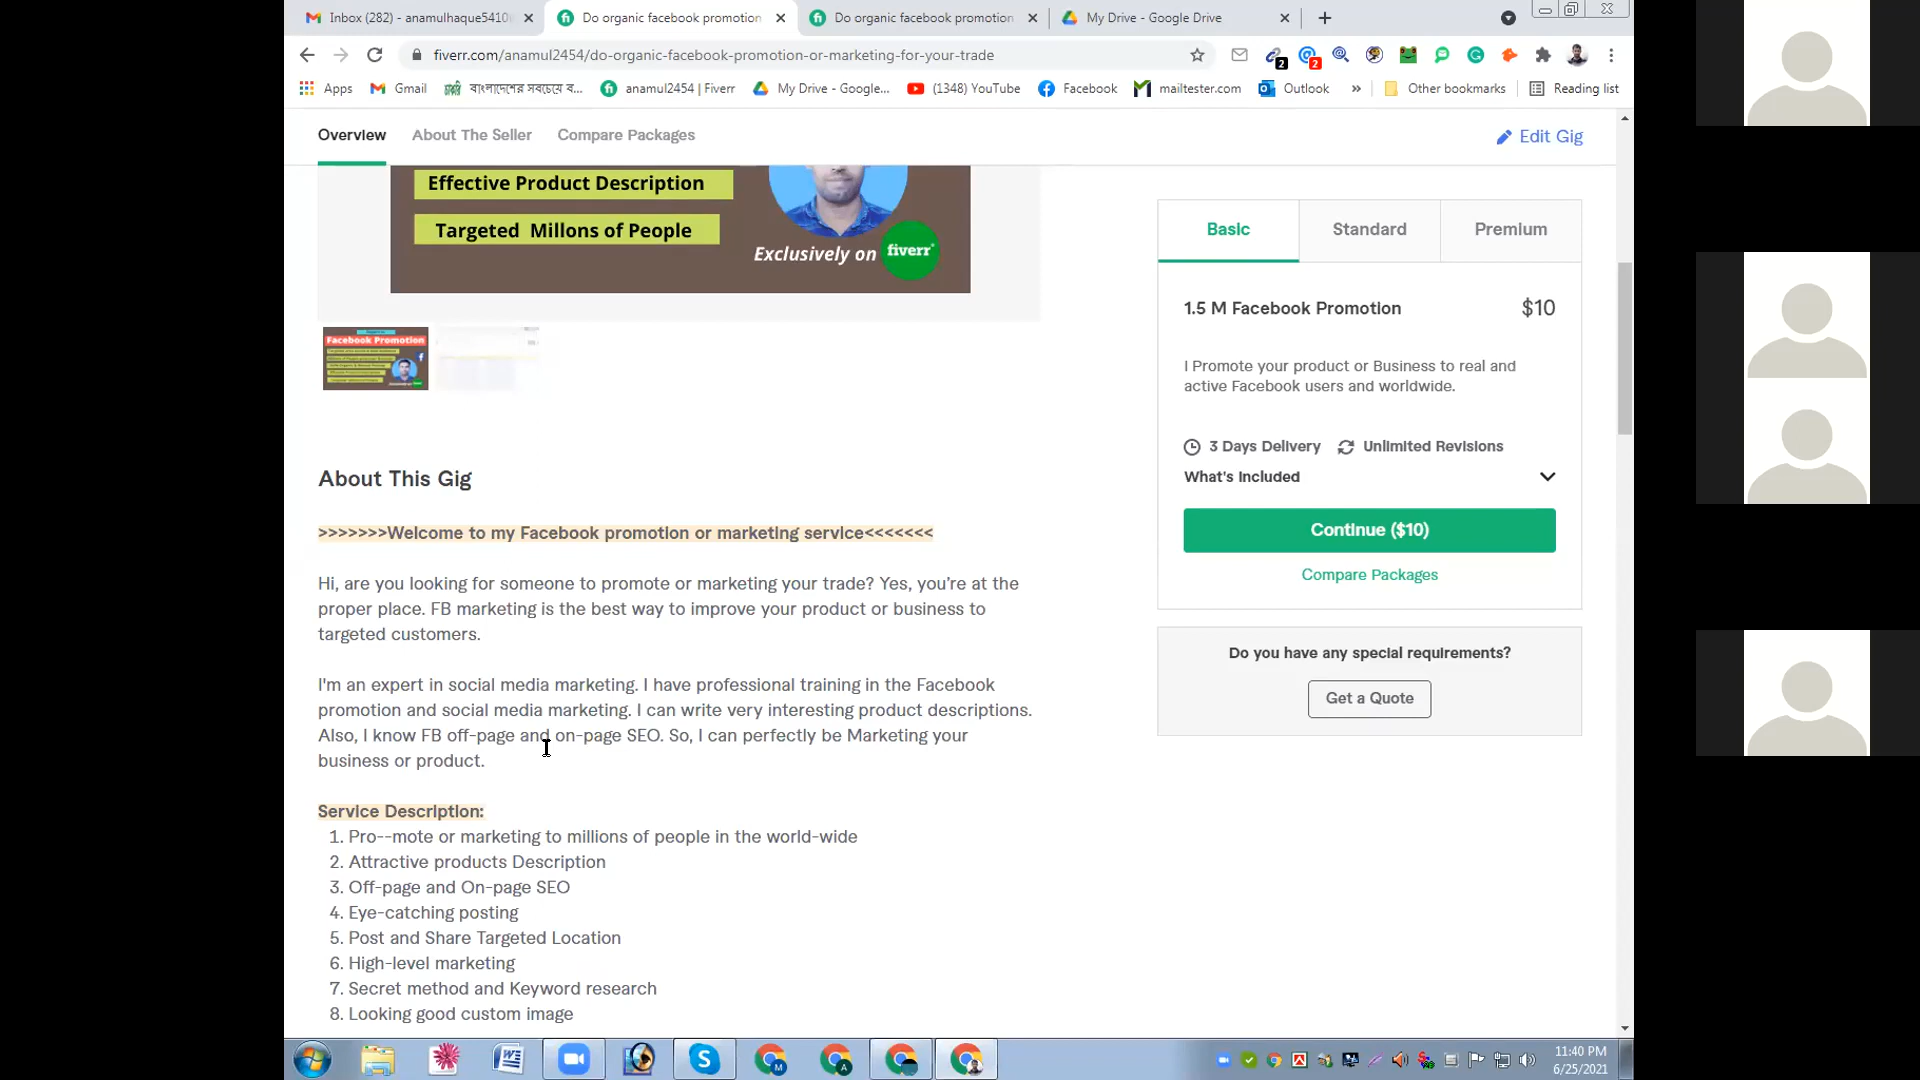 Inbox (282) - anamulhaque5410
Do organic facebook promotion
Do organic facebook promotion
My Drive - Google Drive
fiverr.com/anamul2454/do-organic-facebook-promotion-or-marketing-for-your-trade
2
2
Apps
Gmail
বাংলাদেশের সবচেয়ে ব...
anamul2454 | Fiverr
My Drive - Google...
(1348) YouTube
Facebook
mailtester.com
Outlook
»
Other bookmarks
Reading list
Overview
About The Seller
Compare Packages
Edit Gig
Effective Product Description
Targeted Millons of People
Exclusively on fiverr
Facebook Promotion
Basic
Standard
Premium
1.5 M Facebook Promotion
$10
I Promote your product or Business to real and
active Facebook users and worldwide.
3 Days Delivery
Unlimited Revisions
What's Included
Continue ($10)
Compare Packages
Do you have any special requirements?
Get a Quote
About This Gig
>>>>>>>Welcome to my Facebook promotion or marketing service<<<<<<<
Hi, are you looking for someone to promote or marketing your trade? Yes, you're at the
proper place. FB marketing is the best way to improve your product or business to
targeted customers.
I'm an expert in social media marketing. I have professional training in the Facebook
promotion and social media marketing. I can write very interesting product descriptions.
Also, I know FB off-page and on-page SEO. So, I can perfectly be Marketing your
business or product.
Service Description:
1. Pro--mote or marketing to millions of people in the world-wide
2. Attractive products Description
3. Off-page and On-page SEO
4. Eye-catching posting
5. Post and Share Targeted Location
6. High-level marketing
7. Secret method and Keyword research
8. Looking good custom image
11:40 PM
6/25/2021